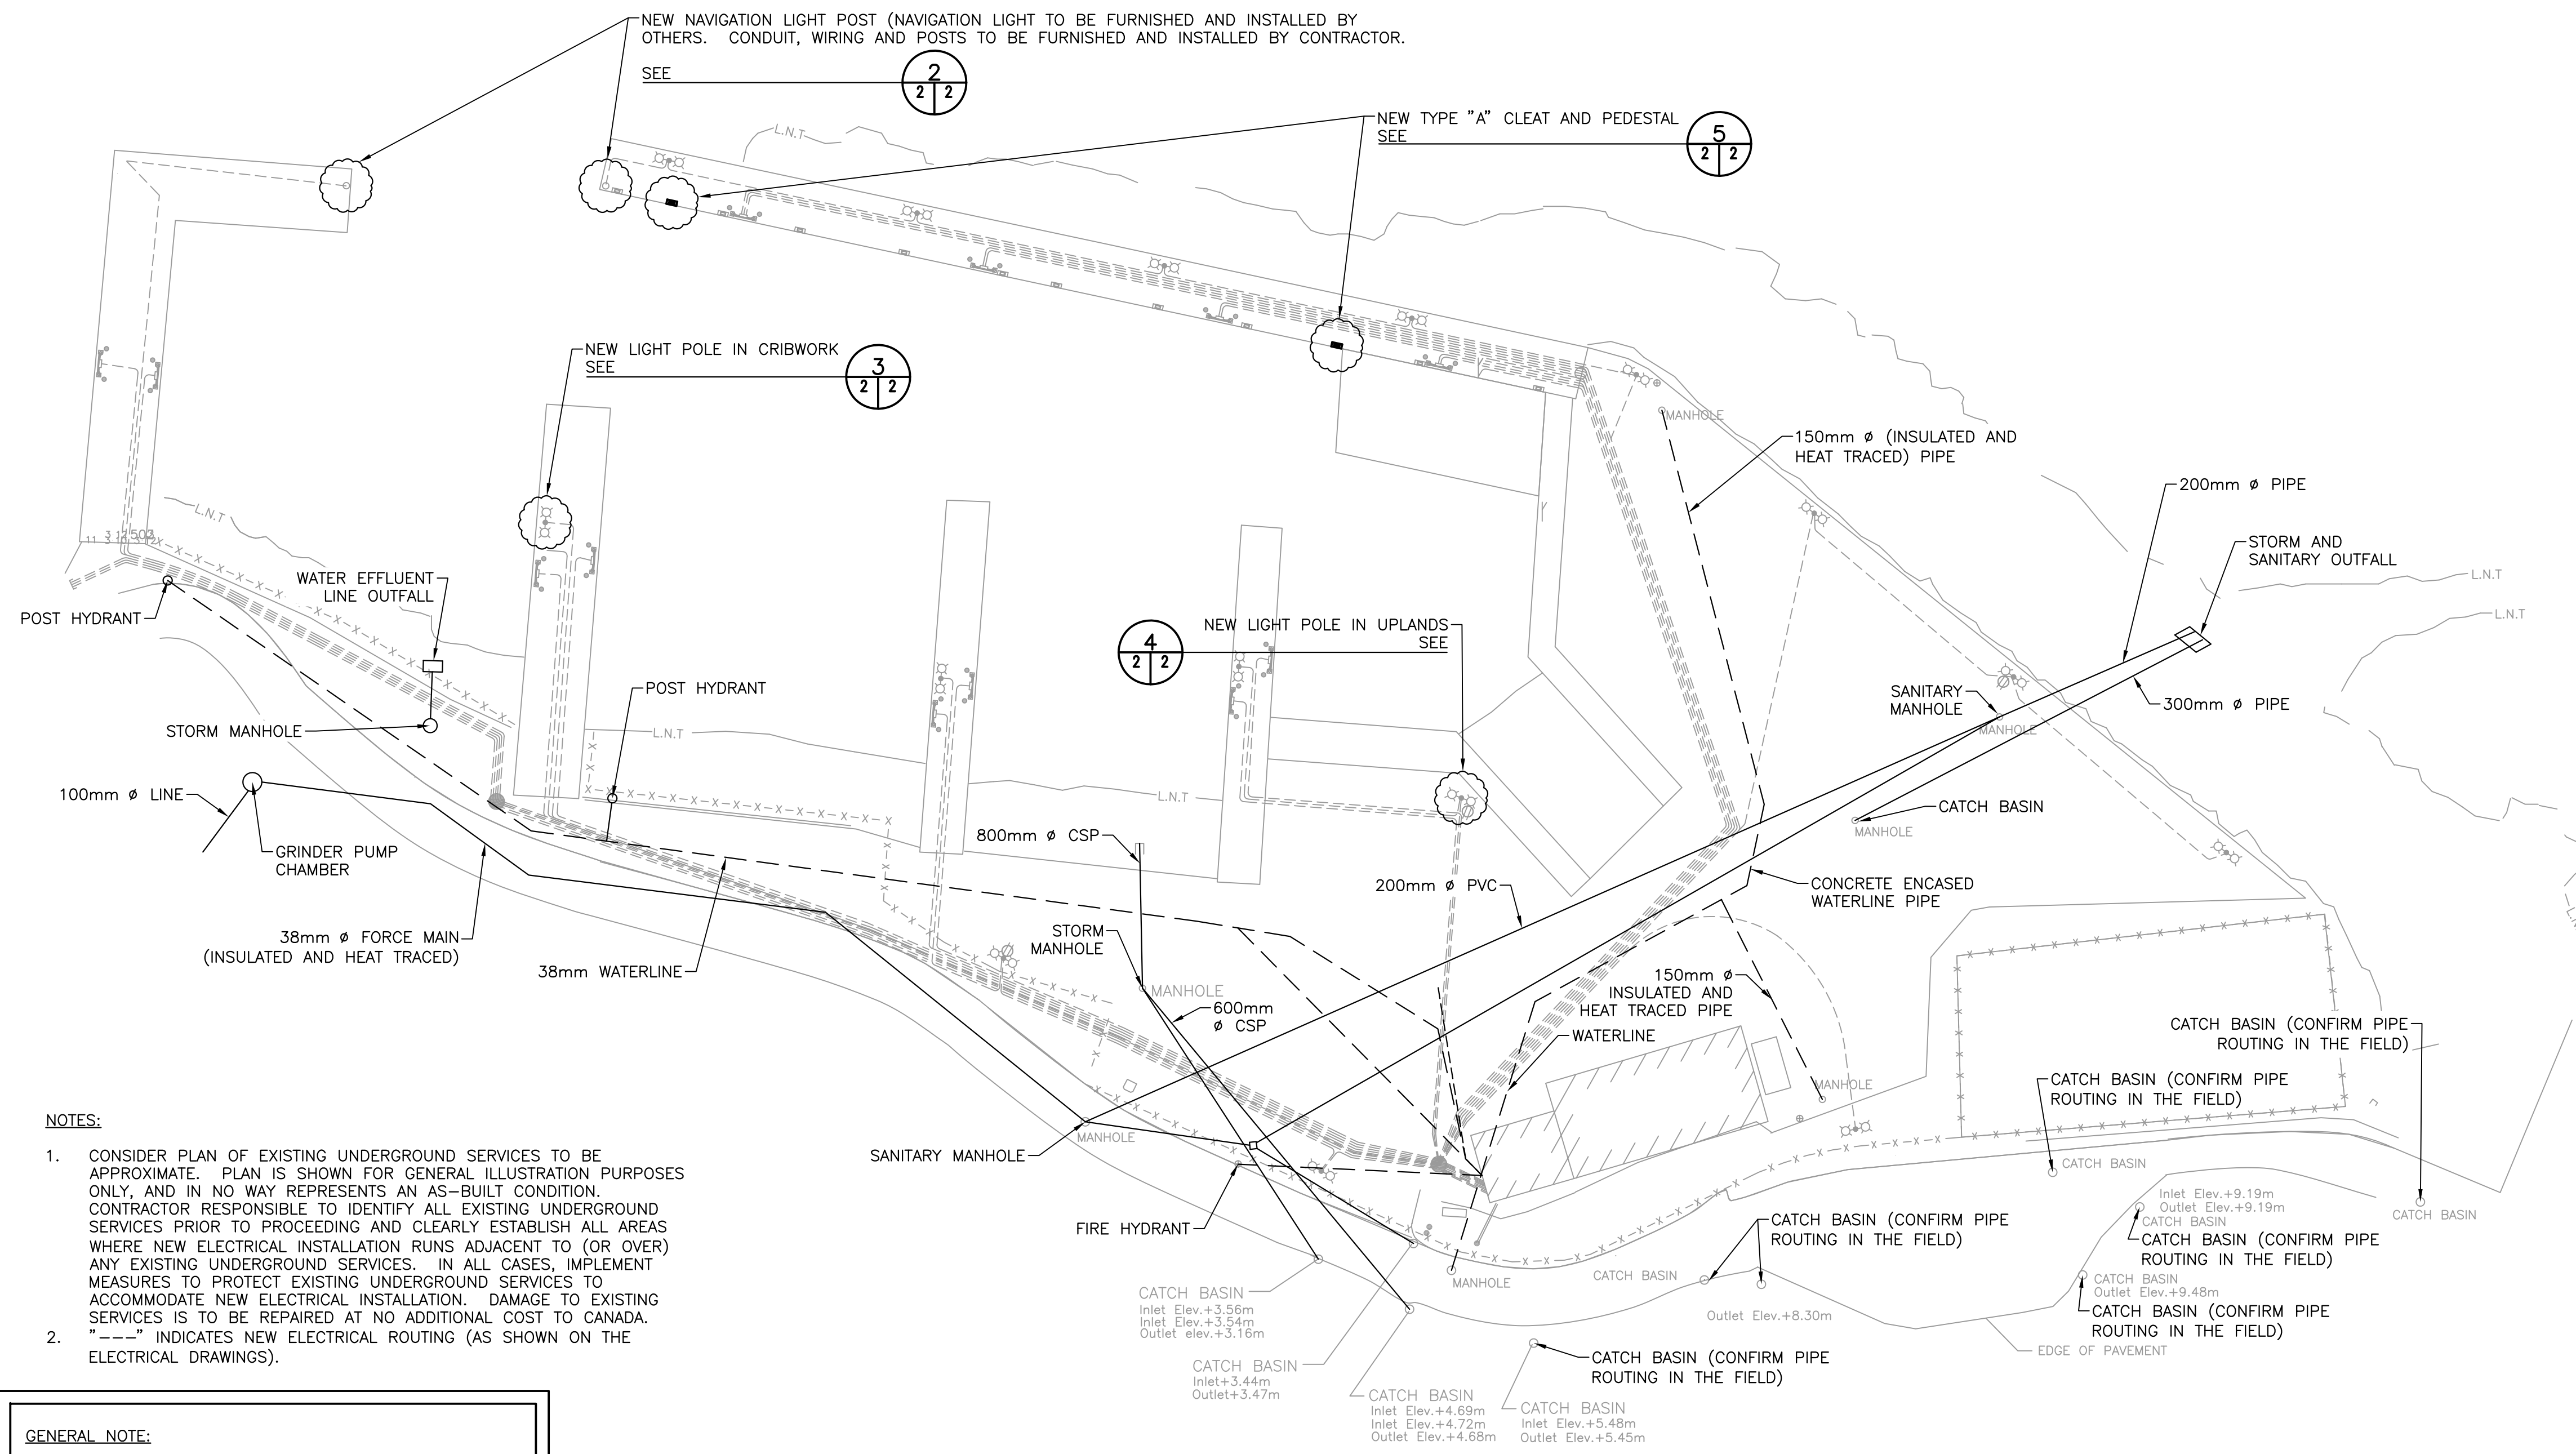 NEW NAVIGATION LIGHT POST (NAVIGATION LIGHT TO BE FURNISHED AND INSTALLED BY
OTHERS. CONDUIT, WIRING AND POSTS TO BE FURNISHED AND INSTALLED BY CONTRACTOR.
SEE
2
2 2
NEW TYPE "A" CLEAT AND PEDESTAL
SEE
5
2 2
L.N.T
NEW LIGHT POLE IN CRIBWORK
SEE
3
2 2
MANHOLE
150mm ø (INSULATED AND
HEAT TRACED) PIPE
200mm ø PIPE
STORM AND
SANITARY OUTFALL
L.N.T
L.N.T
L.N.T
WATER EFFLUENT
LINE OUTFALL
POST HYDRANT
NEW LIGHT POLE IN UPLANDS
SEE
4
2 2
POST HYDRANT
SANITARY
MANHOLE
MANHOLE
300mm ø PIPE
STORM MANHOLE
L.N.T
100mm ø LINE
L.N.T
CATCH BASIN
MANHOLE
GRINDER PUMP
CHAMBER
800mm ø CSP
200mm ø PVC
CONCRETE ENCASED
WATERLINE PIPE
38mm ø FORCE MAIN
(INSULATED AND HEAT TRACED)
38mm WATERLINE
STORM
MANHOLE
MANHOLE
600mm
ø CSP
150mm ø
INSULATED AND
HEAT TRACED PIPE
WATERLINE
CATCH BASIN (CONFIRM PIPE
ROUTING IN THE FIELD)
CATCH BASIN (CONFIRM PIPE
ROUTING IN THE FIELD)
MANHOLE
MANHOLE
SANITARY MANHOLE
CATCH BASIN
FIRE HYDRANT
Inlet Elev.+9.19m
Outlet Elev.+9.19m
CATCH BASIN
CATCH BASIN (CONFIRM PIPE
ROUTING IN THE FIELD)
CATCH BASIN
CATCH BASIN (CONFIRM PIPE
ROUTING IN THE FIELD)
CATCH BASIN
MANHOLE
CATCH BASIN
Outlet Elev.+9.48m
CATCH BASIN (CONFIRM PIPE
ROUTING IN THE FIELD)
Outlet Elev.+8.30m
EDGE OF PAVEMENT
CATCH BASIN
Inlet Elev.+3.56m
Inlet Elev.+3.54m
Outlet elev.+3.16m
CATCH BASIN
Inlet+3.44m
Outlet+3.47m
CATCH BASIN (CONFIRM PIPE
ROUTING IN THE FIELD)
CATCH BASIN
Inlet Elev.+4.69m
Inlet Elev.+4.72m
Outlet Elev.+4.68m
CATCH BASIN
Inlet Elev.+5.48m
Outlet Elev.+5.45m
NOTES:
1. CONSIDER PLAN OF EXISTING UNDERGROUND SERVICES TO BE
APPROXIMATE. PLAN IS SHOWN FOR GENERAL ILLUSTRATION PURPOSES
ONLY, AND IN NO WAY REPRESENTS AN AS-BUILT CONDITION.
CONTRACTOR RESPONSIBLE TO IDENTIFY ALL EXISTING UNDERGROUND
SERVICES PRIOR TO PROCEEDING AND CLEARLY ESTABLISH ALL AREAS
WHERE NEW ELECTRICAL INSTALLATION RUNS ADJACENT TO (OR OVER)
ANY EXISTING UNDERGROUND SERVICES. IN ALL CASES, IMPLEMENT
MEASURES TO PROTECT EXISTING UNDERGROUND SERVICES TO
ACCOMMODATE NEW ELECTRICAL INSTALLATION. DAMAGE TO EXISTING
SERVICES IS TO BE REPAIRED AT NO ADDITIONAL COST TO CANADA.
2. "---" INDICATES NEW ELECTRICAL ROUTING (AS SHOWN ON THE
ELECTRICAL DRAWINGS).
GENERAL NOTE: